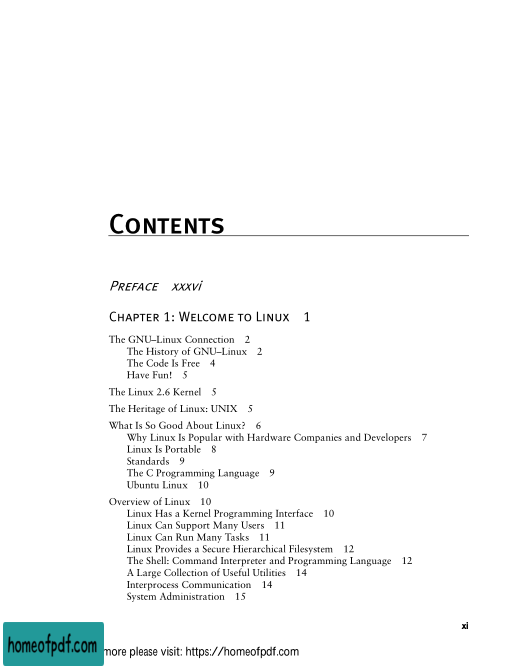 CONTENTS
PREFACE xxxvi
CHAPTER 1: WELCOME TO LINUX 1
The GNU–Linux Connection 2
The History of GNU–Linux 2
The Code Is Free 4
Have Fun! 5
The Linux 2.6 Kernel 5
The Heritage of Linux: UNIX 5
What Is So Good About Linux? 6
Why Linux Is Popular with Hardware Companies and Developers 7
Linux Is Portable 8
Standards 9
The C Programming Language 9
Ubuntu Linux 10
Overview of Linux 10
Linux Has a Kernel Programming Interface 10
Linux Can Support Many Users 11
Linux Can Run Many Tasks 11
Linux Provides a Secure Hierarchical Filesystem 12
The Shell: Command Interpreter and Programming Language 12
A Large Collection of Useful Utilities 14
Interprocess Communication 14
System Administration 15
xi
homeofpdf.com more please visit: https://homeofpdf.com